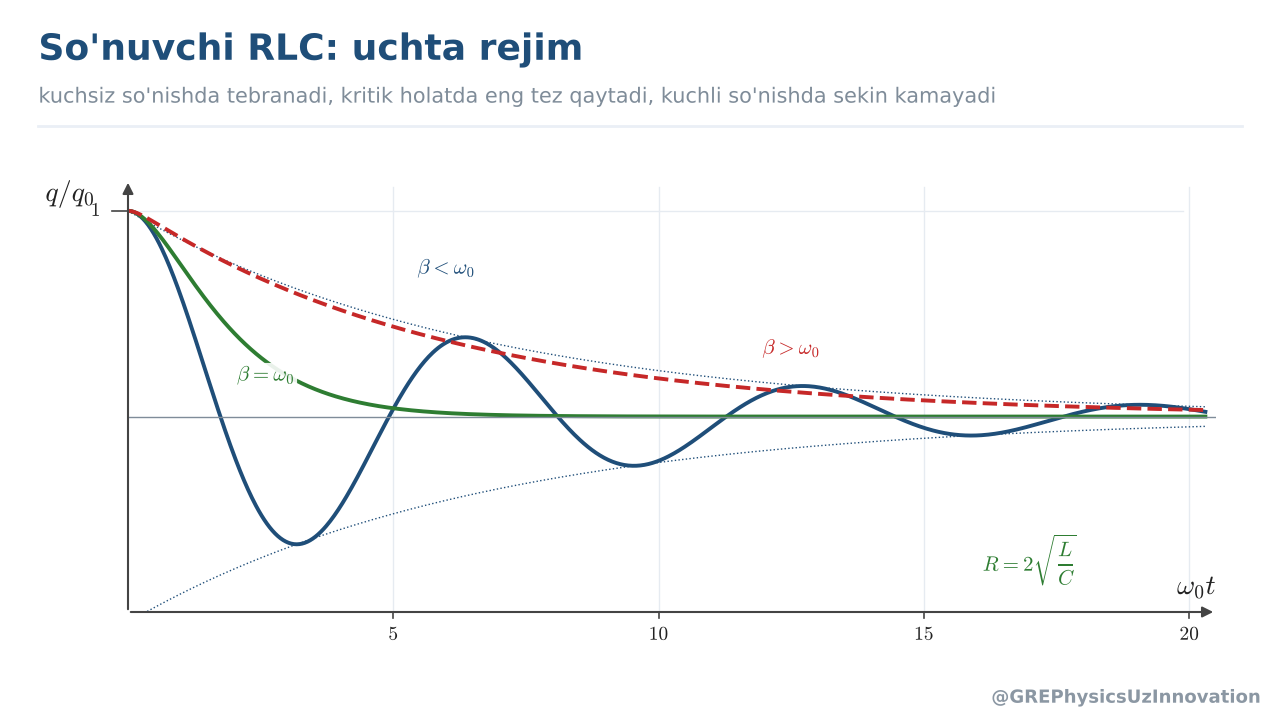 So'nuvchi RLC: uchta rejim
kuchsiz so'nishda tebranadi, kritik holatda eng tez qaytadi, kuchli so'nishda sekin kamayadi
q/q₀
1
β < ω₀
β > ω₀
β = ω₀
R = 2√(L/C)
ω₀t
5 10 15 20
@GREPhysicsUzInnovation